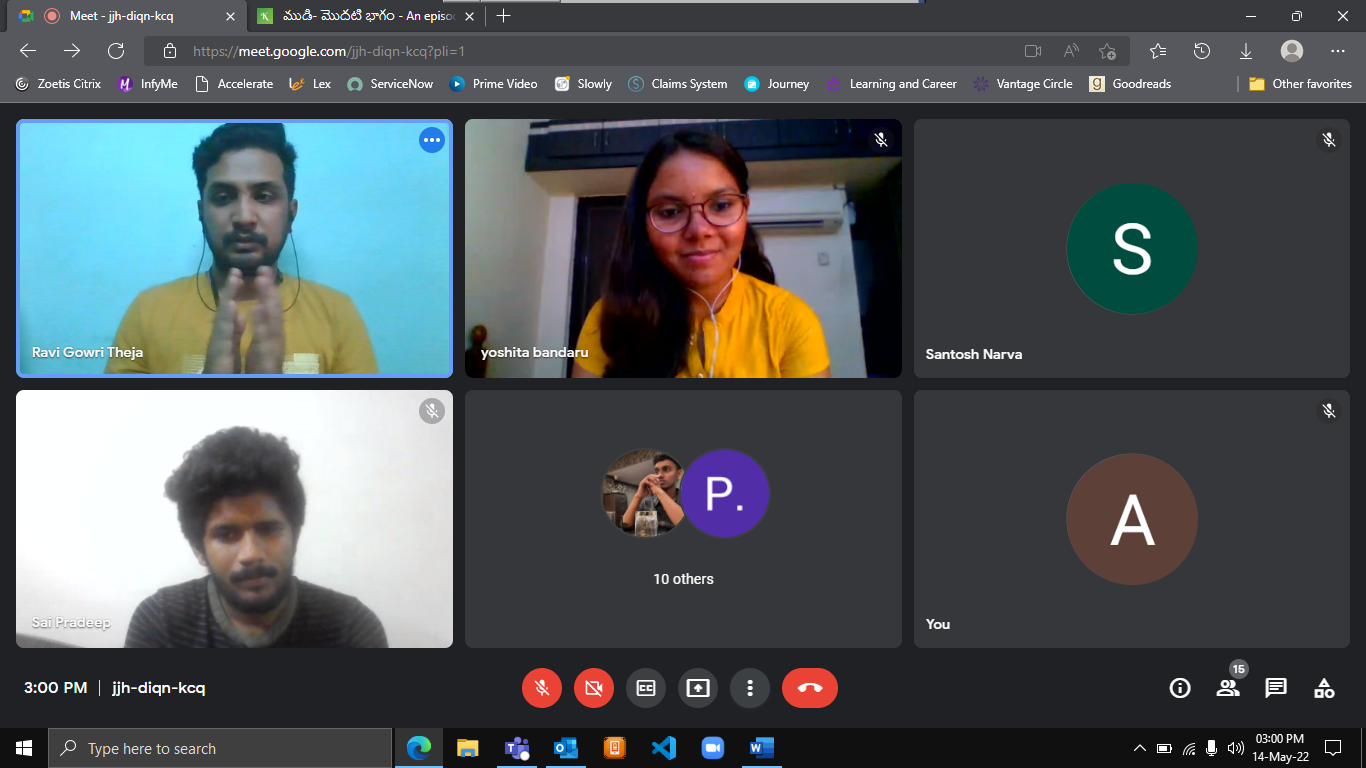 Meet - jjh-diqn-kcq
ముడి- మొదటి భాగం - An episo
https://meet.google.com/jjh-diqn-kcq?pli=1
Zoetis Citrix InfyMe Accelerate Lex ServiceNow Prime Video Slowly Claims System Journey Learning and Career Vantage Circle Goodreads Other favorites
Ravi Gowri Theja
yoshita bandaru
S
Santosh Narva
Sai Pradeep
P.
10 others
A
You
3:00 PM | jjh-diqn-kcq
CC
15
Type here to search
03:00 PM
14-May-22